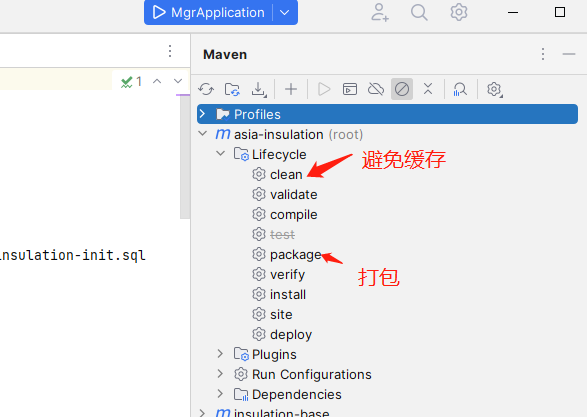 MgrApplication
Maven
1
Profiles
asia-insulation (root)
Lifecycle
clean
避免缓存
validate
compile
test
nsulation-init.sql
package
打包
verify
install
site
deploy
Plugins
Run Configurations
Dependencies
insulation-base